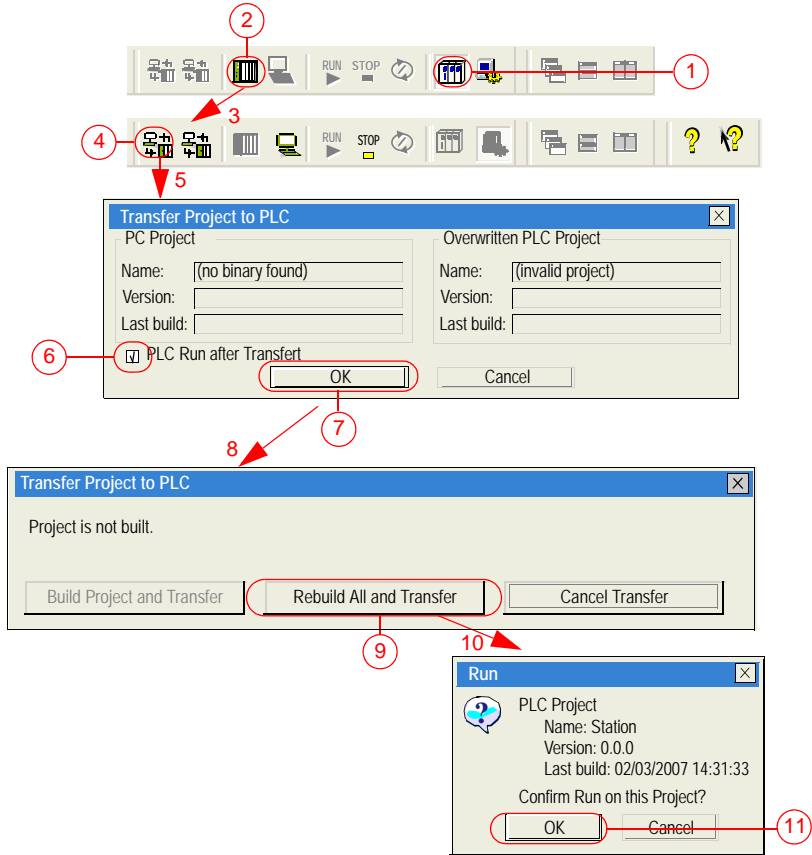 2
RUN STOP
1
3
4
RUN STOP
5
Transfer Project to PLC
PC Project
Name: (no binary found)
Version:
Last build:
Overwritten PLC Project
Name: (invalid project)
Version:
Last build:
6
PLC Run after Transfert
OK
Cancel
7
8
Transfer Project to PLC
Project is not built.
Build Project and Transfer
Rebuild All and Transfer
Cancel Transfer
9
10
Run
PLC Project
Name: Station
Version: 0.0.0
Last build: 02/03/2007 14:31:33
Confirm Run on this Project?
OK
Cancel
11